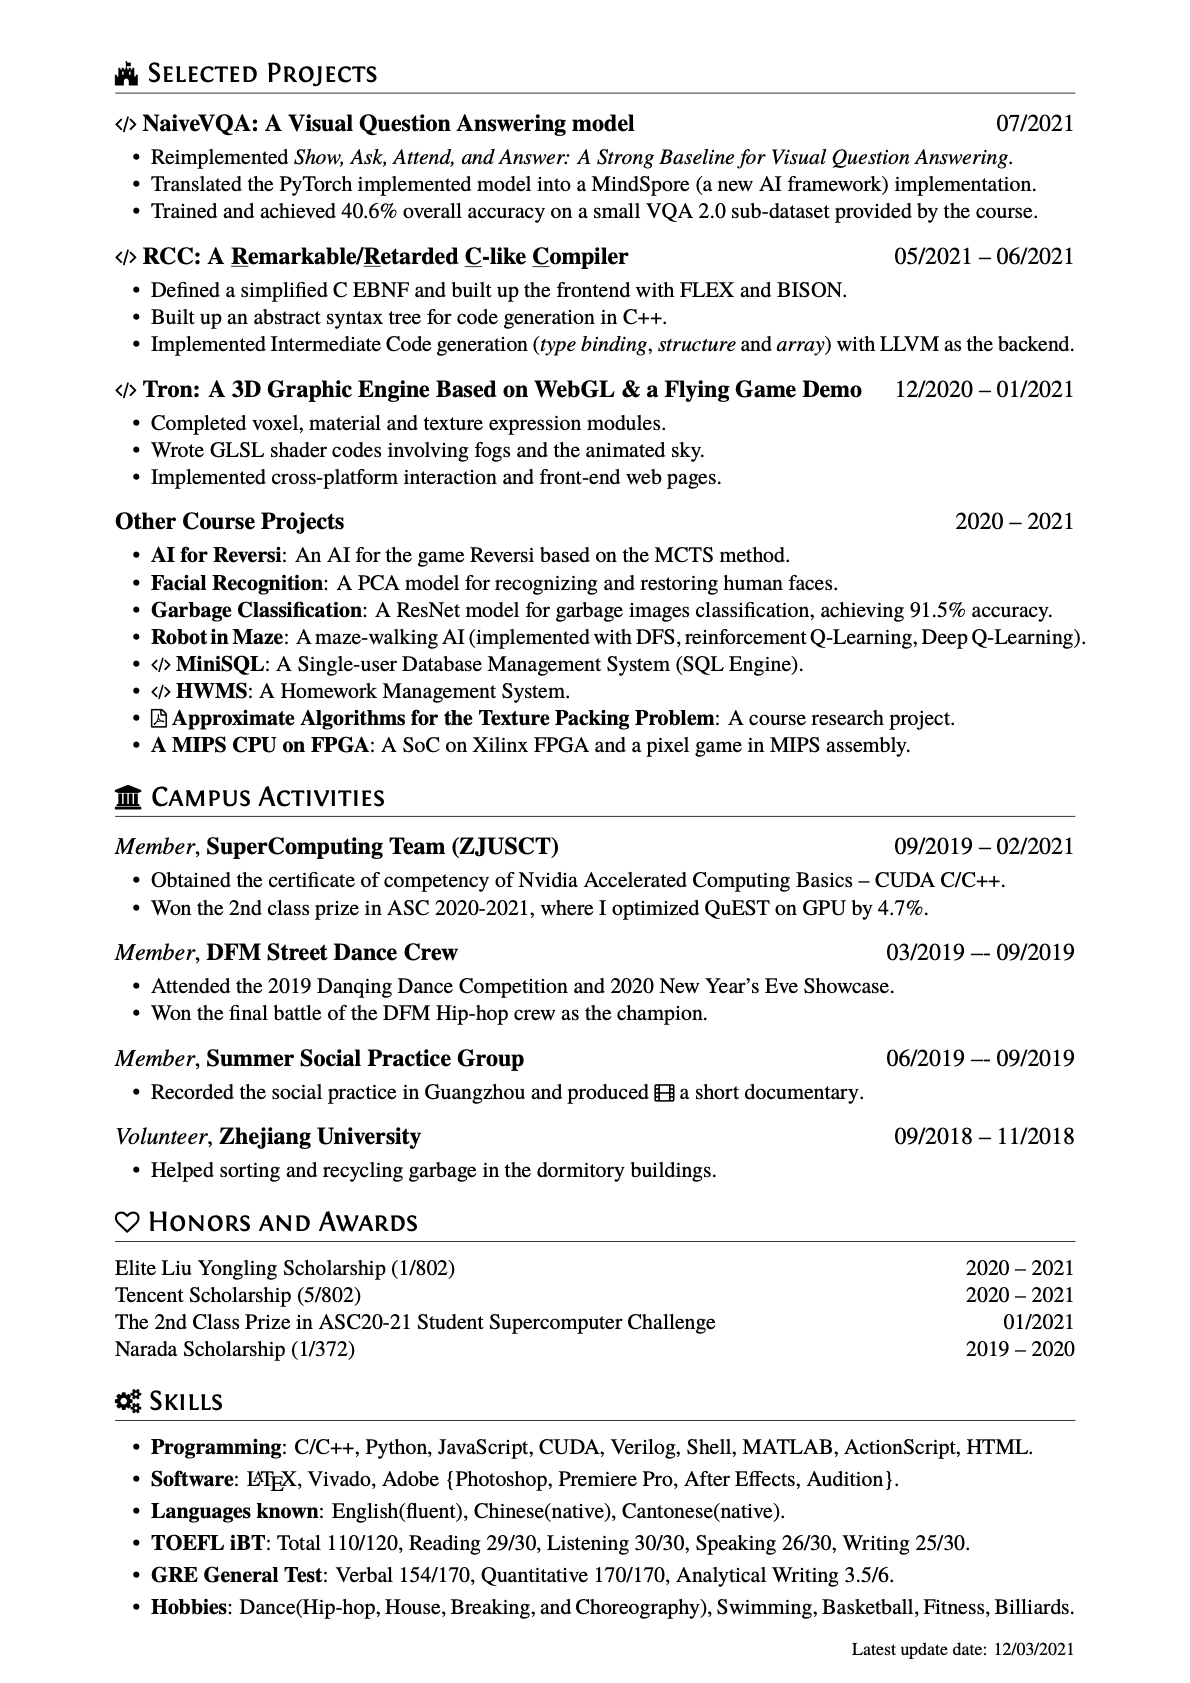 Selected Projects
</> NaiveVQA: A Visual Question Answering model 07/2021
• Reimplemented Show, Ask, Attend, and Answer: A Strong Baseline for Visual Question Answering.
• Translated the PyTorch implemented model into a MindSpore (a new AI framework) implementation.
• Trained and achieved 40.6% overall accuracy on a small VQA 2.0 sub-dataset provided by the course.
</> RCC: A Remarkable/Retarded C-like Compiler 05/2021 – 06/2021
• Defined a simplified C EBNF and built up the frontend with FLEX and BISON.
• Built up an abstract syntax tree for code generation in C++.
• Implemented Intermediate Code generation (type binding, structure and array) with LLVM as the backend.
</> Tron: A 3D Graphic Engine Based on WebGL & a Flying Game Demo 12/2020 – 01/2021
• Completed voxel, material and texture expression modules.
• Wrote GLSL shader codes involving fogs and the animated sky.
• Implemented cross-platform interaction and front-end web pages.
Other Course Projects 2020 – 2021
• AI for Reversi: An AI for the game Reversi based on the MCTS method.
• Facial Recognition: A PCA model for recognizing and restoring human faces.
• Garbage Classification: A ResNet model for garbage images classification, achieving 91.5% accuracy.
• Robot in Maze: A maze-walking AI (implemented with DFS, reinforcement Q-Learning, Deep Q-Learning).
• </> MiniSQL: A Single-user Database Management System (SQL Engine).
• </> HWMS: A Homework Management System.
• Approximate Algorithms for the Texture Packing Problem: A course research project.
• A MIPS CPU on FPGA: A SoC on Xilinx FPGA and a pixel game in MIPS assembly.
Campus Activities
Member, SuperComputing Team (ZJUSCT) 09/2019 – 02/2021
• Obtained the certificate of competency of Nvidia Accelerated Computing Basics – CUDA C/C++.
• Won the 2nd class prize in ASC 2020-2021, where I optimized QuEST on GPU by 4.7%.
Member, DFM Street Dance Crew 03/2019 –- 09/2019
• Attended the 2019 Danqing Dance Competition and 2020 New Year’s Eve Showcase.
• Won the final battle of the DFM Hip-hop crew as the champion.
Member, Summer Social Practice Group 06/2019 –- 09/2019
• Recorded the social practice in Guangzhou and produced a short documentary.
Volunteer, Zhejiang University 09/2018 – 11/2018
• Helped sorting and recycling garbage in the dormitory buildings.
Honors and Awards
Elite Liu Yongling Scholarship (1/802) 2020 – 2021
Tencent Scholarship (5/802) 2020 – 2021
The 2nd Class Prize in ASC20-21 Student Supercomputer Challenge 01/2021
Narada Scholarship (1/372) 2019 – 2020
Skills
• Programming: C/C++, Python, JavaScript, CUDA, Verilog, Shell, MATLAB, ActionScript, HTML.
• Software: LATEX, Vivado, Adobe {Photoshop, Premiere Pro, After Effects, Audition}.
• Languages known: English(fluent), Chinese(native), Cantonese(native).
• TOEFL iBT: Total 110/120, Reading 29/30, Listening 30/30, Speaking 26/30, Writing 25/30.
• GRE General Test: Verbal 154/170, Quantitative 170/170, Analytical Writing 3.5/6.
• Hobbies: Dance(Hip-hop, House, Breaking, and Choreography), Swimming, Basketball, Fitness, Billiards.
Latest update date: 12/03/2021